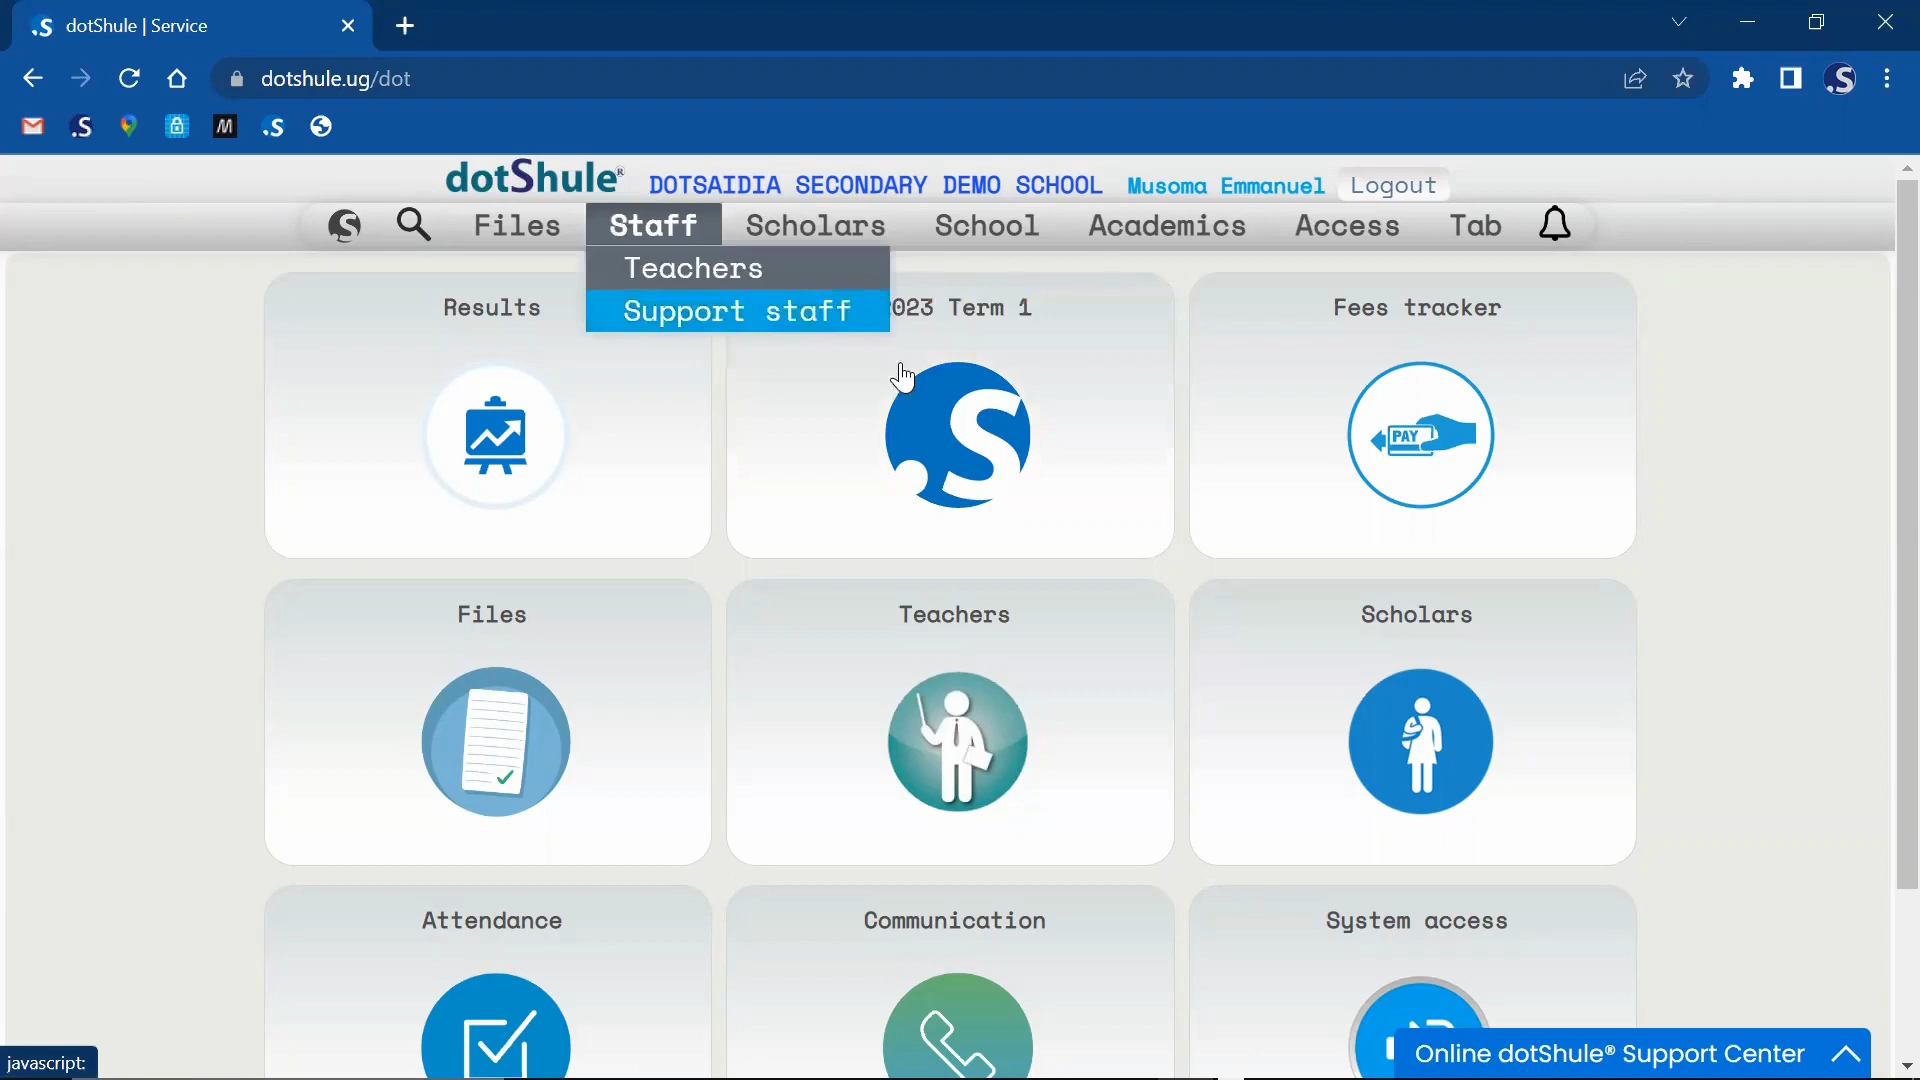 dotShule | Service
dotshule.ug/dot
dotShule® DOTSAIDIA SECONDARY DEMO SCHOOL Musoma Emmanuel Logout
Files Staff Scholars School Academics Access Tab
Teachers
Support staff
Results 023 Term 1 Fees tracker
PAY
Files Teachers Scholars
Attendance Communication System access
Online dotShule® Support Center
javascript: